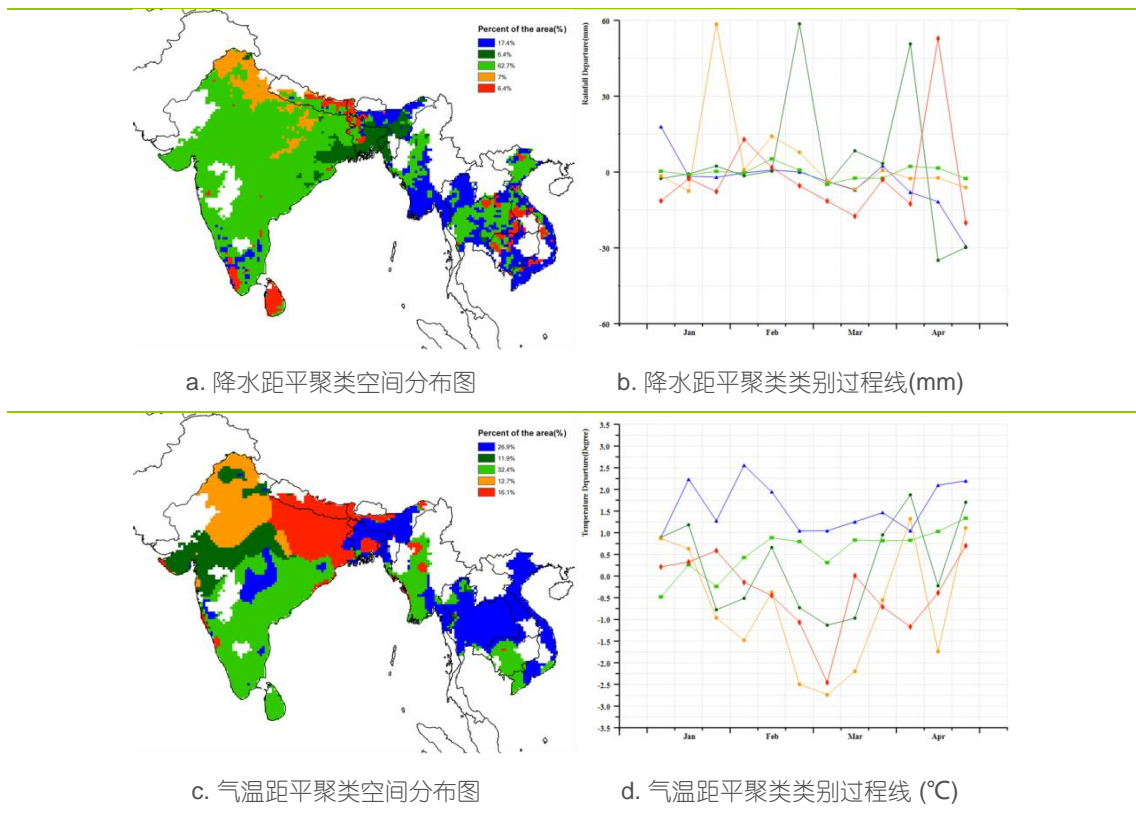 Percent of the area(%)
17.4%
6.4%
62.7%
7%
6.4%
Rainfall Departure(mm)
60
30
0
-30
-60
Jan
Feb
Mar
Apr
a. 降水距平聚类空间分布图
b. 降水距平聚类类别过程线(mm)
Percent of the area(%)
26.9%
11.9%
32.4%
12.7%
16.1%
Temperature Departure(Degree)
3.5
3.0
2.5
2.0
1.5
1.0
0.5
0.0
-0.5
-1.0
-1.5
-2.0
-2.5
-3.0
-3.5
Jan
Feb
Mar
Apr
c. 气温距平聚类空间分布图
d. 气温距平聚类类别过程线 (℃)